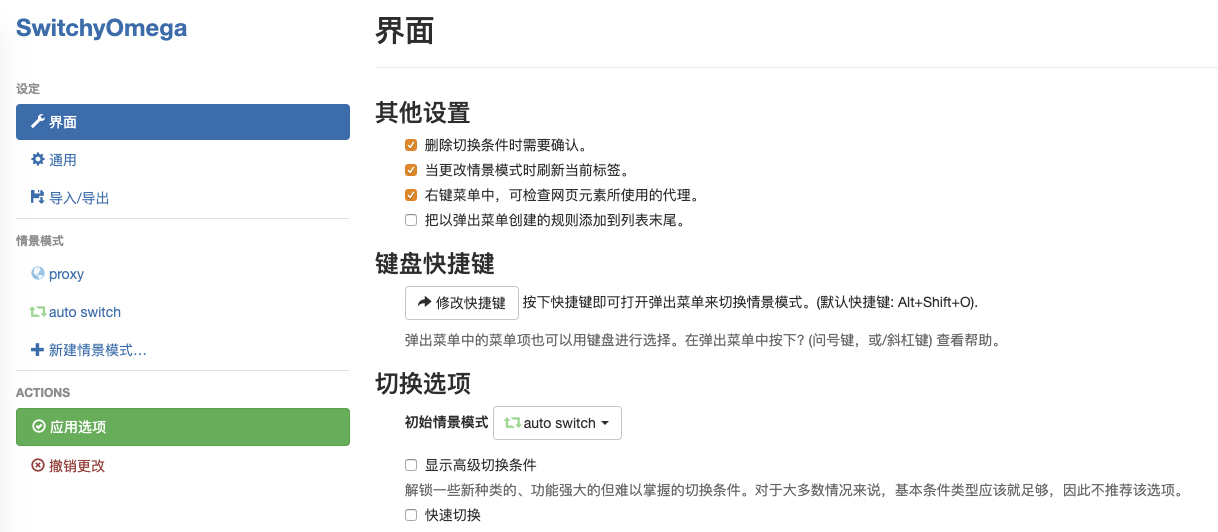 SwitchyOmega
设定
界面
通用
导入/导出
情景模式
proxy
auto switch
新建情景模式…
ACTIONS
应用选项
撤销更改
界面
其他设置
删除切换条件时需要确认。
当更改情景模式时刷新当前标签。
右键菜单中，可检查网页元素所使用的代理。
把以弹出菜单创建的规则添加到列表末尾。
键盘快捷键
修改快捷键 按下快捷键即可打开弹出菜单来切换情景模式。(默认快捷键: Alt+Shift+O).
弹出菜单中的菜单项也可以用键盘进行选择。在弹出菜单中按下? (问号键，或/斜杠键) 查看帮助。
切换选项
初始情景模式 auto switch
显示高级切换条件
解锁一些新种类的、功能强大的但难以掌握的切换条件。对于大多数情况来说，基本条件类型应该就足够，因此不推荐该选项。
快速切换